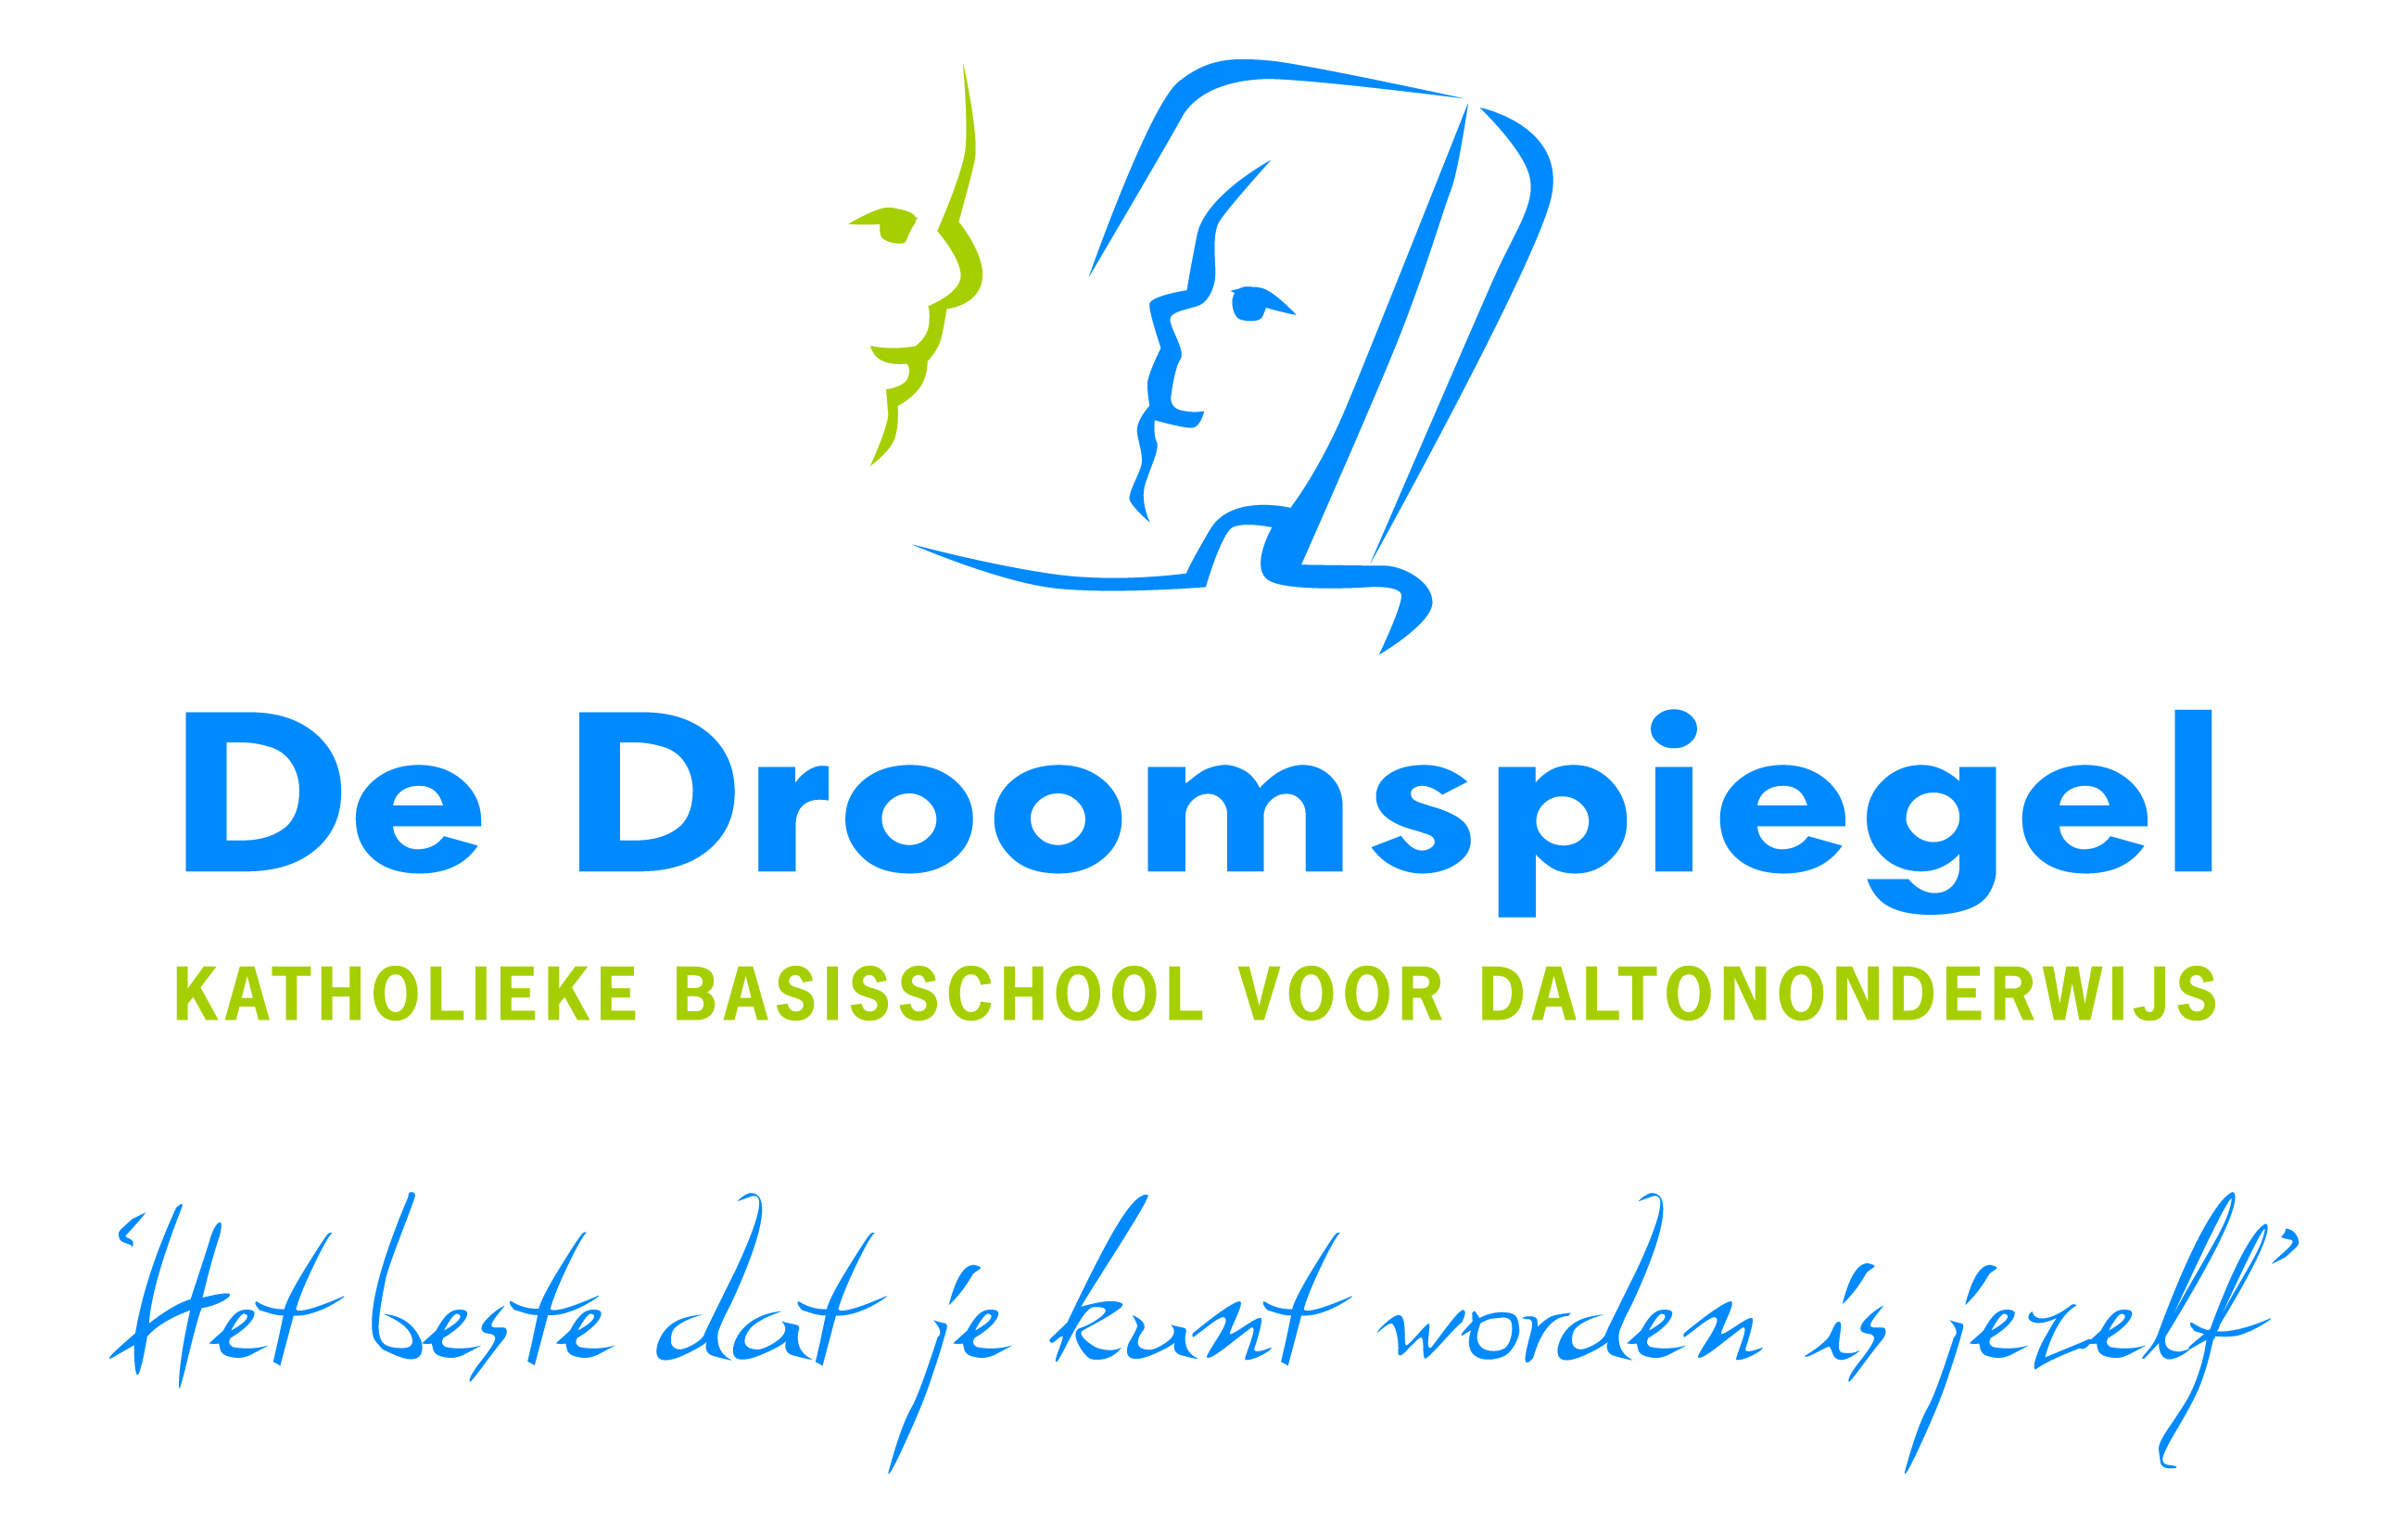 De Droomspiegel
KATHOLIEKE BASISSCHOOL VOOR DALTONONDERWIJS
"Het beste dat je kunt worden is jezelf"